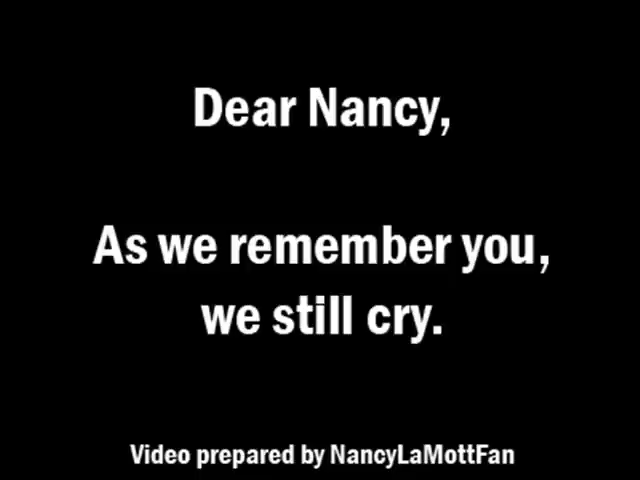 Dear Nancy,
As we remember you,
we still cry.
Video prepared by NancyLaMottFan